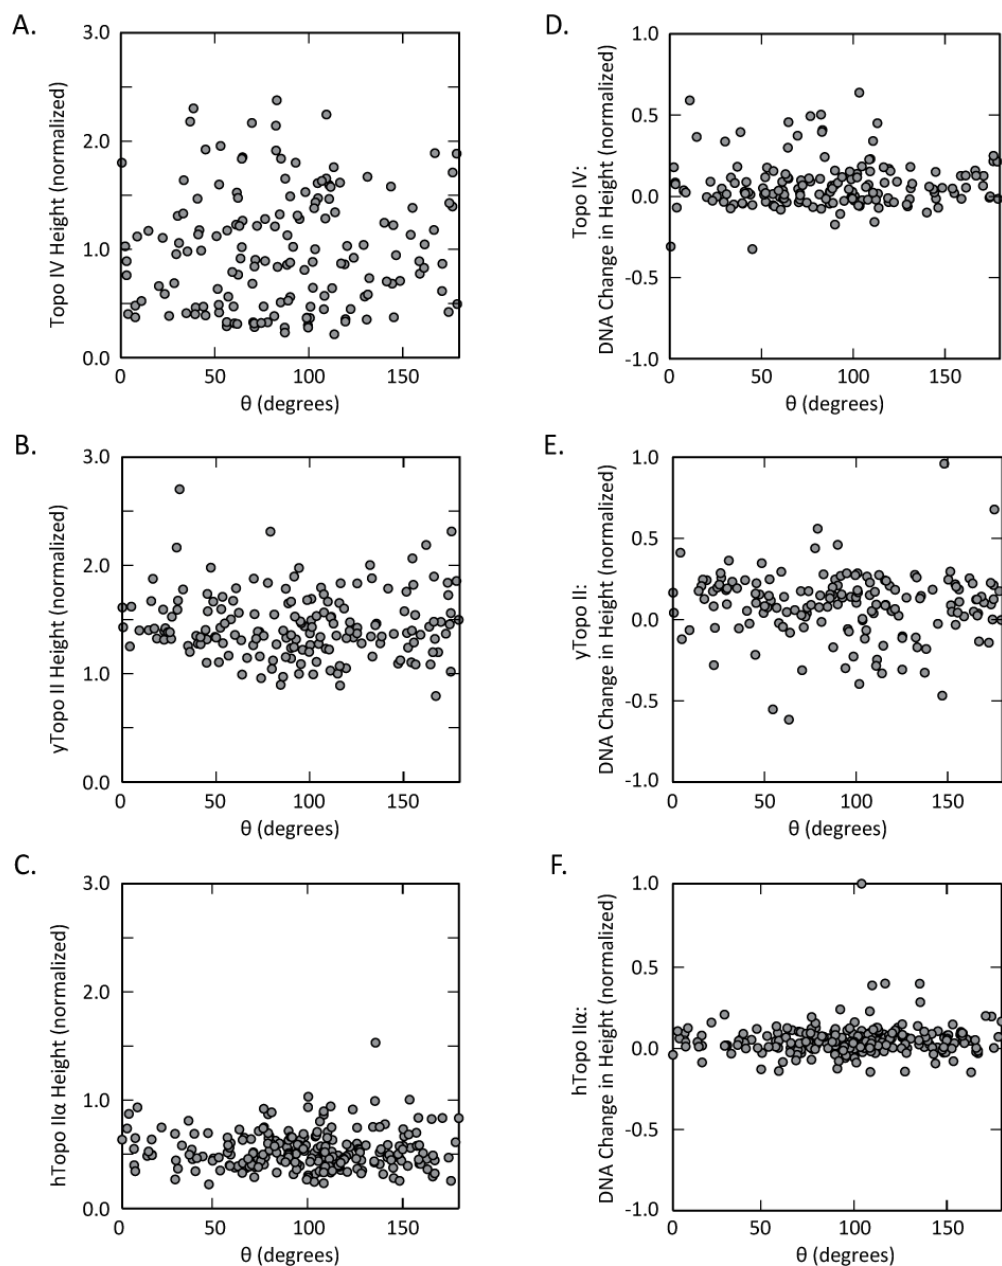 A.
Topo IV Height (normalized)
3.0
2.0
1.0
0.0
0 50 100 150
θ (degrees)
D.
Topo IV:
DNA Change in Height (normalized)
1.0
0.5
0.0
-0.5
-1.0
0 50 100 150
θ (degrees)
B.
yTopo II Height (normalized)
3.0
2.0
1.0
0.0
0 50 100 150
θ (degrees)
E.
yTopo II:
DNA Change in Height (normalized)
1.0
0.5
0.0
-0.5
-1.0
0 50 100 150
θ (degrees)
C.
hTopo IIα Height (normalized)
3.0
2.0
1.0
0.0
0 50 100 150
θ (degrees)
F.
hTopo IIα:
DNA Change in Height (normalized)
1.0
0.5
0.0
-0.5
-1.0
0 50 100 150
θ (degrees)